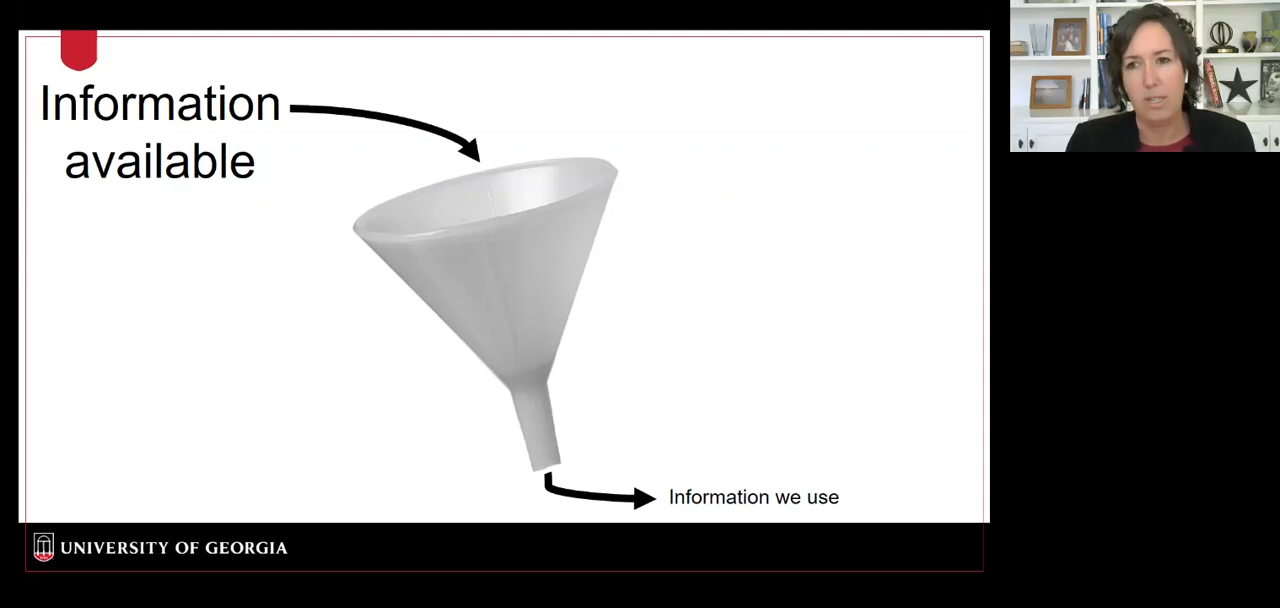 Information
available
Information we use
UNIVERSITY OF GEORGIA